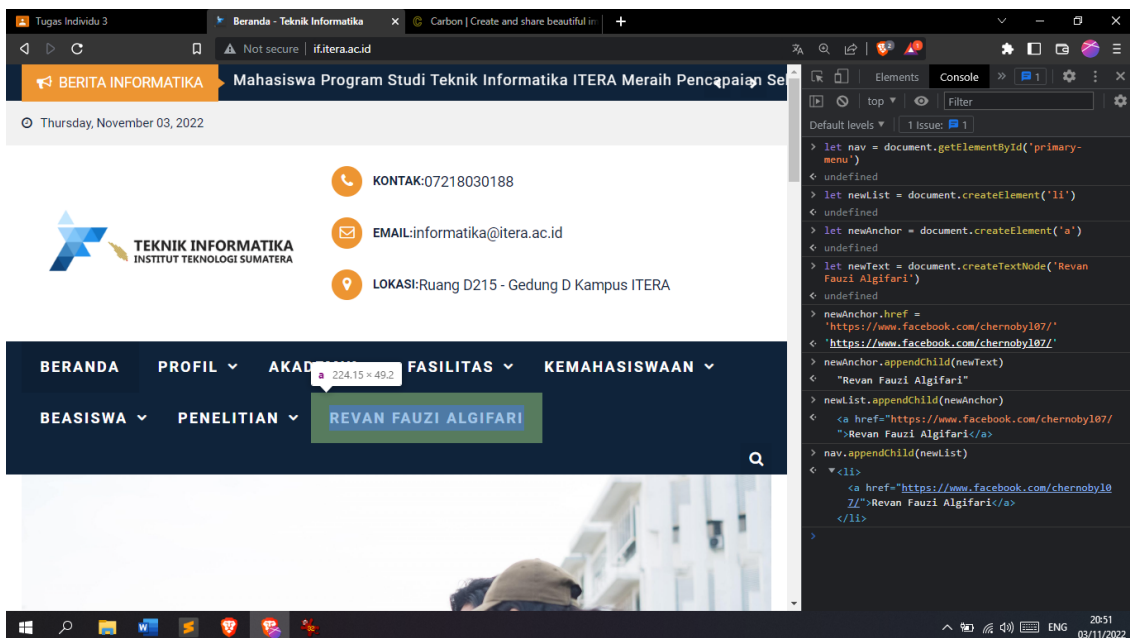 Tugas Individu 3
Beranda - Teknik Informatika
Carbon | Create and share beautiful im
Not secure | if.itera.ac.id
BERITA INFORMATIKA
Mahasiswa Program Studi Teknik Informatika ITERA Meraih Pencapaian Se
Thursday, November 03, 2022
KONTAK:07218030188
EMAIL:informatika@itera.ac.id
LOKASI:Ruang D215 - Gedung D Kampus ITERA
TEKNIK INFORMATIKA
INSTITUT TEKNOLOGI SUMATERA
BERANDA PROFIL AKAD FASILITAS KEMAHASISWAAN
a 224.15 × 49.2
BEASISWA PENELITIAN REVAN FAUZI ALGIFARI
Elements Console » 1
top Filter
Default levels 1 Issue: 1
> let nav = document.getElementById('primary-
menu')
< undefined
> let newList = document.createElement('li')
< undefined
> let newAnchor = document.createElement('a')
< undefined
> let newText = document.createTextNode('Revan
Fauzi Algifari')
< undefined
> newAnchor.href =
'https://www.facebook.com/chernobyl07/'
< 'https://www.facebook.com/chernobyl07/'
> newAnchor.appendChild(newText)
< "Revan Fauzi Algifari"
> newList.appendChild(newAnchor)
< <a href="https://www.facebook.com/chernobyl07/
">Revan Fauzi Algifari</a>
> nav.appendChild(newList)
< ▼<li>
<a href="https://www.facebook.com/chernobyl0
7/">Revan Fauzi Algifari</a>
</li>
>
ENG
20:51
03/11/2022